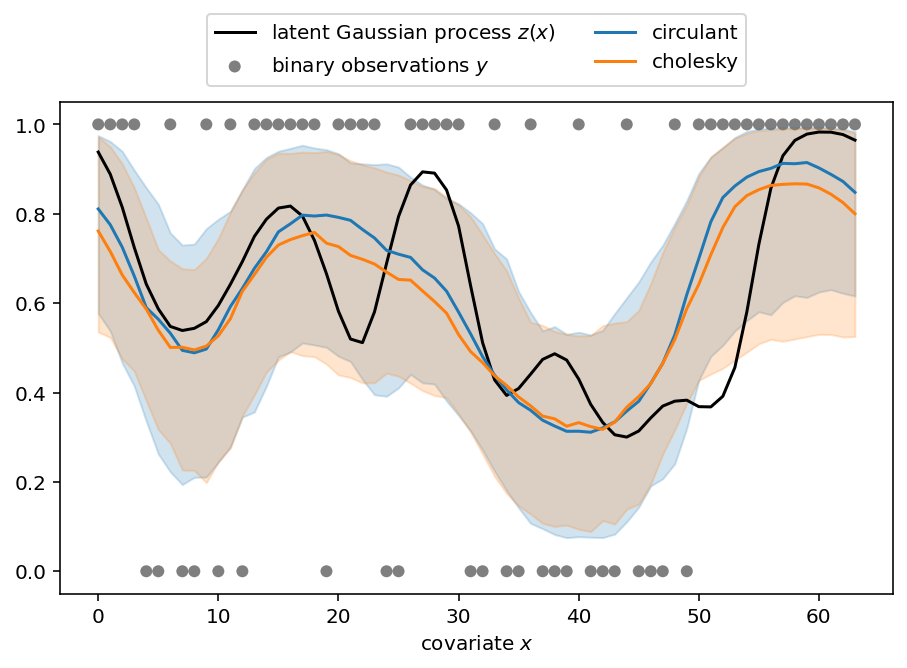 latent Gaussian process z(x)
binary observations y
circulant
cholesky
1.0
0.8
0.6
0.4
0.2
0.0
0 10 20 30 40 50 60
covariate x